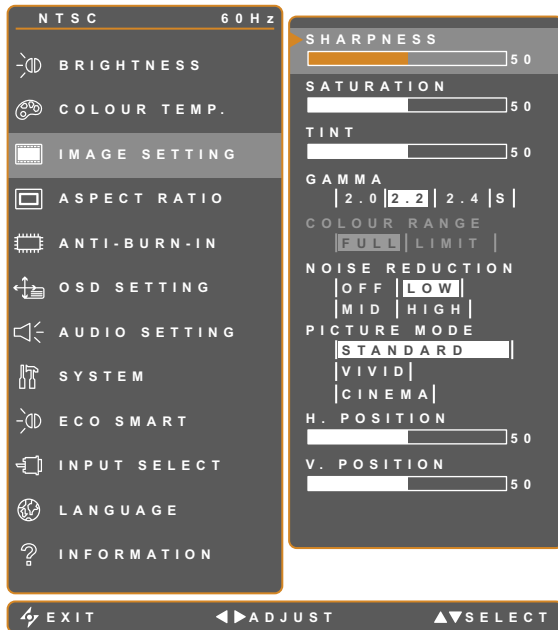 NTSC 60Hz
BRIGHTNESS
COLOUR TEMP.
IMAGE SETTING
ASPECT RATIO
ANTI-BURN-IN
OSD SETTING
AUDIO SETTING
SYSTEM
ECO SMART
INPUT SELECT
LANGUAGE
INFORMATION
SHARPNESS
50
SATURATION
50
TINT
50
GAMMA
2.0 2.2 2.4 S
COLOUR RANGE
FULL LIMIT
NOISE REDUCTION
OFF LOW
MID HIGH
PICTURE MODE
STANDARD
VIVID
CINEMA
H. POSITION
50
V. POSITION
50
EXIT ADJUST SELECT